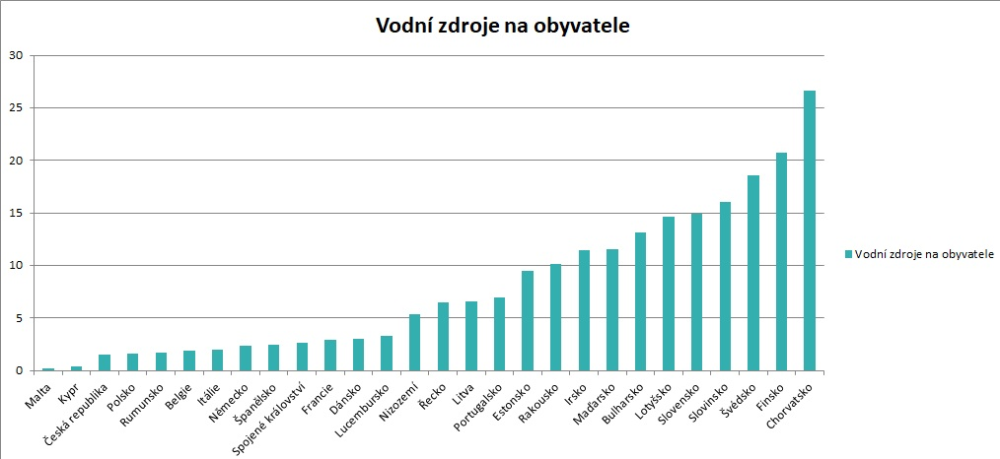 Vodní zdroje na obyvatele
30
25
20
15
10
5
0
Malta
Kypr
Česká republika
Polsko
Rumunsko
Belgie
Itálie
Německo
Španělsko
Spojené království
Francie
Dánsko
Lucembursko
Nizozemí
Řecko
Litva
Portugalsko
Estonsko
Rakousko
Irsko
Maďarsko
Bulharsko
Lotyšsko
Slovensko
Slovinsko
Švédsko
Finsko
Chorvatsko
Vodní zdroje na obyvatele